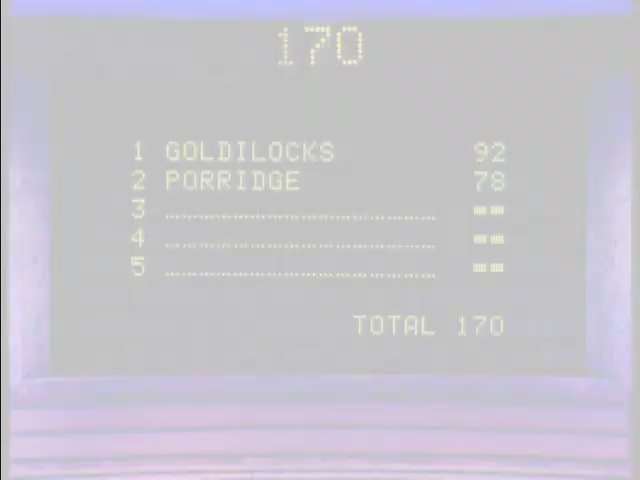 170
1 GOLDILOCKS 92
2 PORRIDGE 78
3
4
5
TOTAL 170